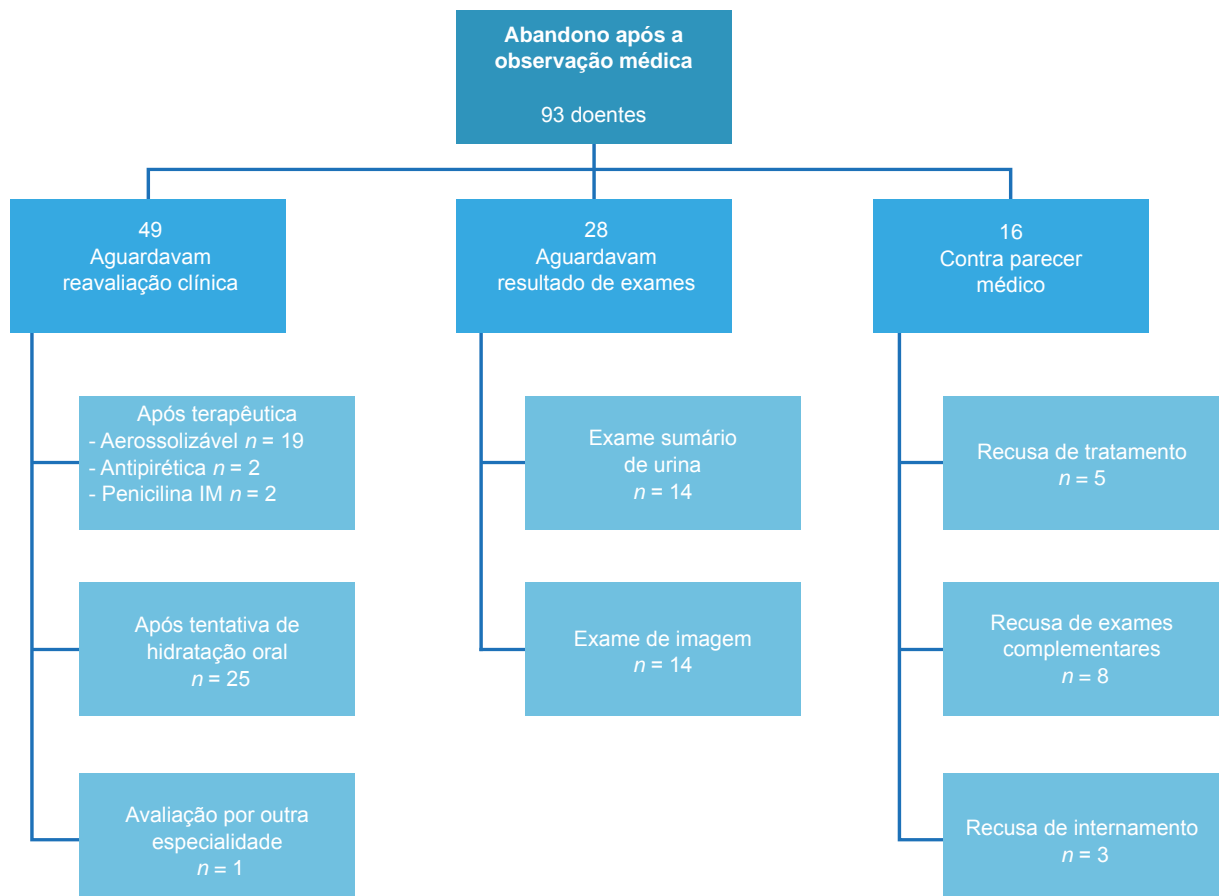 Abandono após a
observação médica
93 doentes
49
Aguardavam
reavaliação clínica
28
Aguardavam
resultado de exames
16
Contra parecer
médico
Após terapêutica
- Aerossolizável n = 19
- Antipirética n = 2
- Penicilina IM n = 2
Exame sumário
de urina
n = 14
Recusa de tratamento
n = 5
Após tentativa de
hidratação oral
n = 25
Exame de imagem
n = 14
Recusa de exames
complementares
n = 8
Avaliação por outra
especialidade
n = 1
Recusa de internamento
n = 3